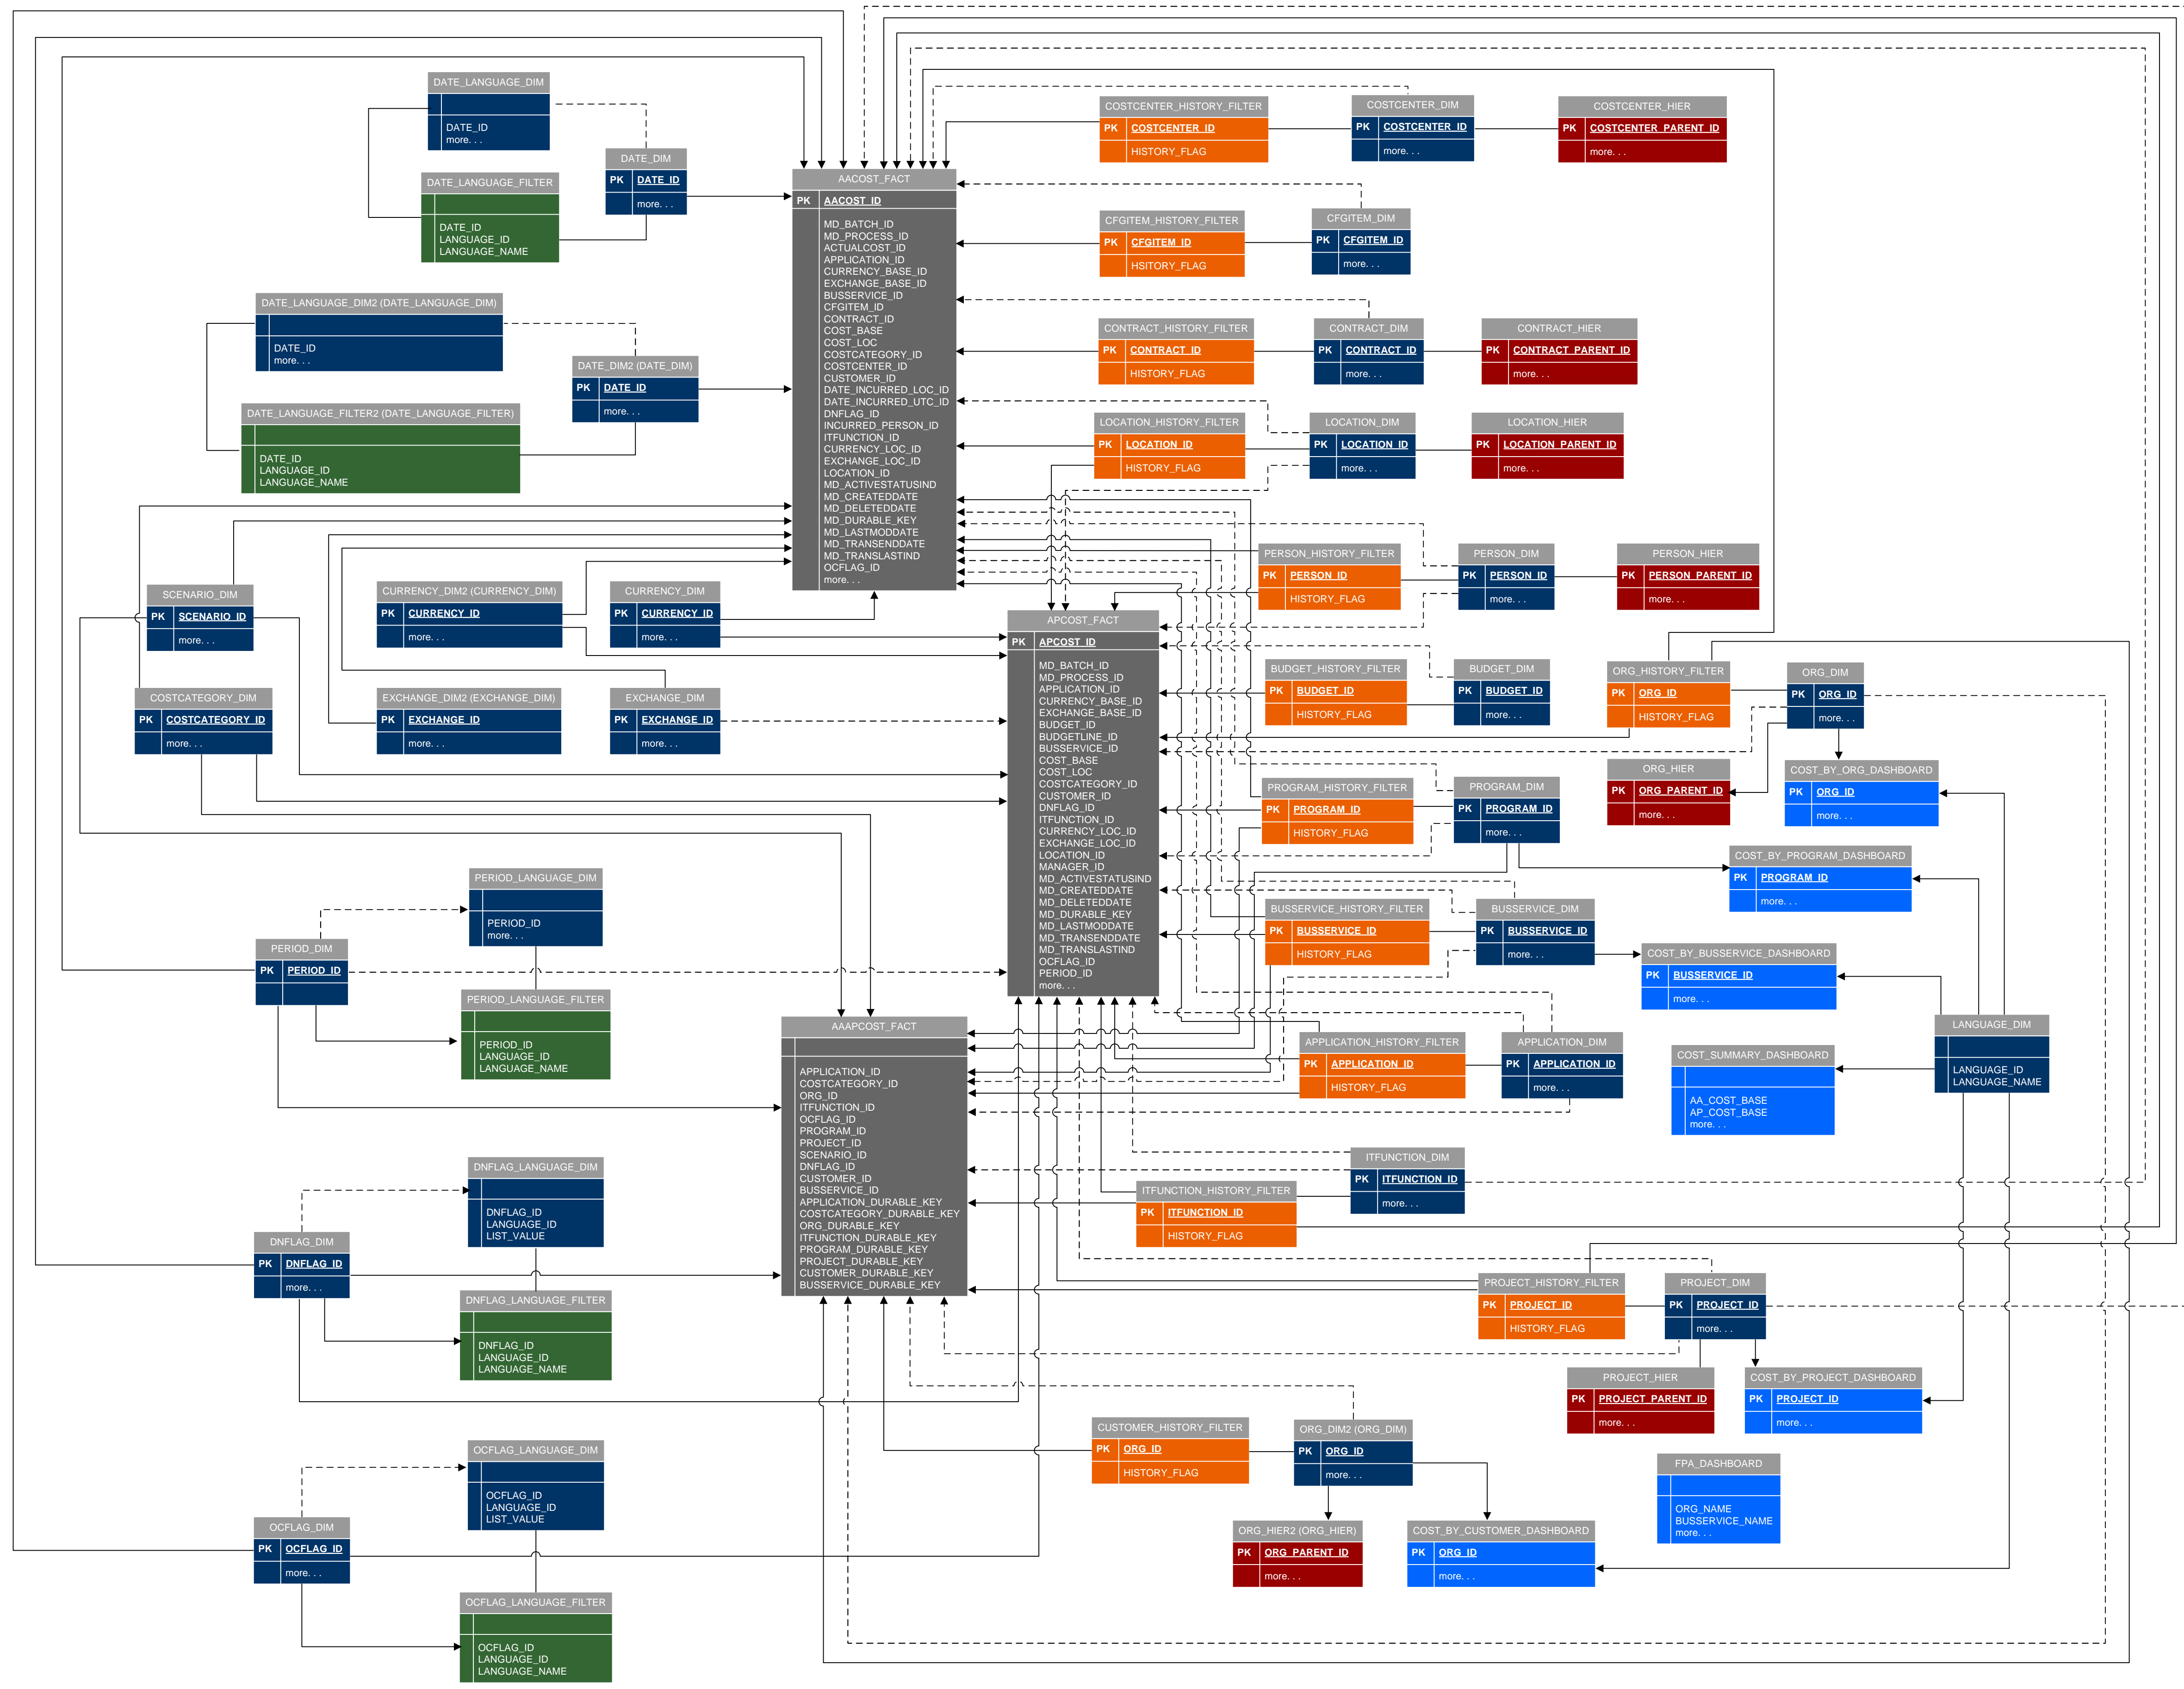 DATE_LANGUAGE_DIM
DATE_ID
more. . .
DATE_DIM
PK DATE_ID
more. . .
DATE_LANGUAGE_FILTER
DATE_ID
LANGUAGE_ID
LANGUAGE_NAME
DATE_LANGUAGE_DIM2 (DATE_LANGUAGE_DIM)
DATE_ID
more. . .
DATE_DIM2 (DATE_DIM)
PK DATE_ID
more. . .
DATE_LANGUAGE_FILTER2 (DATE_LANGUAGE_FILTER)
DATE_ID
LANGUAGE_ID
LANGUAGE_NAME
AACOST_FACT
PK AACOST_ID
MD_BATCH_ID
MD_PROCESS_ID
ACTUALCOST_ID
APPLICATION_ID
CURRENCY_BASE_ID
EXCHANGE_BASE_ID
BUSSERVICE_ID
CFGITEM_ID
CONTRACT_ID
COST_BASE
COST_LOC
COSTCATEGORY_ID
COSTCENTER_ID
CUSTOMER_ID
DATE_INCURRED_LOC_ID
DATE_INCURRED_UTC_ID
DNFLAG_ID
INCURRED_PERSON_ID
ITFUNCTION_ID
CURRENCY_LOC_ID
EXCHANGE_LOC_ID
LOCATION_ID
MD_ACTIVESTATUSIND
MD_CREATEDDATE
MD_DELETEDDATE
MD_DURABLE_KEY
MD_LASTMODDATE
MD_TRANSENDDATE
MD_TRANSLASTIND
OCFLAG_ID
more. . .
COSTCENTER_HISTORY_FILTER
PK COSTCENTER_ID
HISTORY_FLAG
COSTCENTER_DIM
PK COSTCENTER_ID
more. . .
COSTCENTER_HIER
PK COSTCENTER_PARENT_ID
more. . .
CFGITEM_HISTORY_FILTER
PK CFGITEM_ID
HSITORY_FLAG
CFGITEM_DIM
PK CFGITEM_ID
more. . .
CONTRACT_HISTORY_FILTER
PK CONTRACT_ID
HISTORY_FLAG
CONTRACT_DIM
PK CONTRACT_ID
more. . .
CONTRACT_HIER
PK CONTRACT_PARENT_ID
more. . .
LOCATION_HISTORY_FILTER
PK LOCATION_ID
HISTORY_FLAG
LOCATION_DIM
PK LOCATION_ID
more. . .
LOCATION_HIER
PK LOCATION_PARENT_ID
more. . .
PERSON_HISTORY_FILTER
PK PERSON_ID
HISTORY_FLAG
PERSON_DIM
PK PERSON_ID
more. . .
PERSON_HIER
PK PERSON_PARENT_ID
more. . .
SCENARIO_DIM
PK SCENARIO_ID
more. . .
CURRENCY_DIM2 (CURRENCY_DIM)
PK CURRENCY_ID
more. . .
CURRENCY_DIM
PK CURRENCY_ID
more. . .
COSTCATEGORY_DIM
PK COSTCATEGORY_ID
more. . .
EXCHANGE_DIM2 (EXCHANGE_DIM)
PK EXCHANGE_ID
more. . .
EXCHANGE_DIM
PK EXCHANGE_ID
more. . .
APCOST_FACT
PK APCOST_ID
MD_BATCH_ID
MD_PROCESS_ID
APPLICATION_ID
CURRENCY_BASE_ID
EXCHANGE_BASE_ID
BUDGET_ID
BUDGETLINE_ID
BUSSERVICE_ID
COST_BASE
COST_LOC
COSTCATEGORY_ID
CUSTOMER_ID
DNFLAG_ID
ITFUNCTION_ID
CURRENCY_LOC_ID
EXCHANGE_LOC_ID
LOCATION_ID
MANAGER_ID
MD_ACTIVESTATUSIND
MD_CREATEDDATE
MD_DELETEDDATE
MD_DURABLE_KEY
MD_LASTMODDATE
MD_TRANSENDDATE
MD_TRANSLASTIND
OCFLAG_ID
PERIOD_ID
more. . .
BUDGET_HISTORY_FILTER
PK BUDGET_ID
HISTORY_FLAG
BUDGET_DIM
PK BUDGET_ID
more. . .
ORG_HISTORY_FILTER
PK ORG_ID
HISTORY_FLAG
ORG_DIM
PK ORG_ID
more. . .
ORG_HIER
PK ORG_PARENT_ID
more. . .
COST_BY_ORG_DASHBOARD
PK ORG_ID
more. . .
PROGRAM_HISTORY_FILTER
PK PROGRAM_ID
HISTORY_FLAG
PROGRAM_DIM
PK PROGRAM_ID
more. . .
COST_BY_PROGRAM_DASHBOARD
PK PROGRAM_ID
more. . .
BUSSERVICE_HISTORY_FILTER
PK BUSSERVICE_ID
HISTORY_FLAG
BUSSERVICE_DIM
PK BUSSERVICE_ID
more. . .
COST_BY_BUSSERVICE_DASHBOARD
PK BUSSERVICE_ID
more. . .
PERIOD_LANGUAGE_DIM
PERIOD_ID
more. . .
PERIOD_DIM
PK PERIOD_ID
PERIOD_LANGUAGE_FILTER
PERIOD_ID
LANGUAGE_ID
LANGUAGE_NAME
AAAPCOST_FACT
APPLICATION_ID
COSTCATEGORY_ID
ORG_ID
ITFUNCTION_ID
OCFLAG_ID
PROGRAM_ID
PROJECT_ID
SCENARIO_ID
DNFLAG_ID
CUSTOMER_ID
BUSSERVICE_ID
APPLICATION_DURABLE_KEY
COSTCATEGORY_DURABLE_KEY
ORG_DURABLE_KEY
ITFUNCTION_DURABLE_KEY
PROGRAM_DURABLE_KEY
PROJECT_DURABLE_KEY
CUSTOMER_DURABLE_KEY
BUSSERVICE_DURABLE_KEY
APPLICATION_HISTORY_FILTER
PK APPLICATION_ID
HISTORY_FLAG
APPLICATION_DIM
PK APPLICATION_ID
more. . .
COST_SUMMARY_DASHBOARD
AA_COST_BASE
AP_COST_BASE
more. . .
LANGUAGE_DIM
LANGUAGE_ID
LANGUAGE_NAME
ITFUNCTION_DIM
PK ITFUNCTION_ID
more. . .
ITFUNCTION_HISTORY_FILTER
PK ITFUNCTION_ID
HISTORY_FLAG
DNFLAG_LANGUAGE_DIM
DNFLAG_ID
LANGUAGE_ID
LIST_VALUE
DNFLAG_DIM
PK DNFLAG_ID
more. . .
DNFLAG_LANGUAGE_FILTER
DNFLAG_ID
LANGUAGE_ID
LANGUAGE_NAME
PROJECT_HISTORY_FILTER
PK PROJECT_ID
HISTORY_FLAG
PROJECT_DIM
PK PROJECT_ID
more. . .
PROJECT_HIER
PK PROJECT_PARENT_ID
more. . .
COST_BY_PROJECT_DASHBOARD
PK PROJECT_ID
more. . .
CUSTOMER_HISTORY_FILTER
PK ORG_ID
HISTORY_FLAG
ORG_DIM2 (ORG_DIM)
PK ORG_ID
more. . .
FPA_DASHBOARD
ORG_NAME
BUSSERVICE_NAME
more. . .
ORG_HIER2 (ORG_HIER)
PK ORG_PARENT_ID
more. . .
COST_BY_CUSTOMER_DASHBOARD
PK ORG_ID
more. . .
OCFLAG_LANGUAGE_DIM
OCFLAG_ID
LANGUAGE_ID
LIST_VALUE
OCFLAG_DIM
PK OCFLAG_ID
more. . .
OCFLAG_LANGUAGE_FILTER
OCFLAG_ID
LANGUAGE_ID
LANGUAGE_NAME